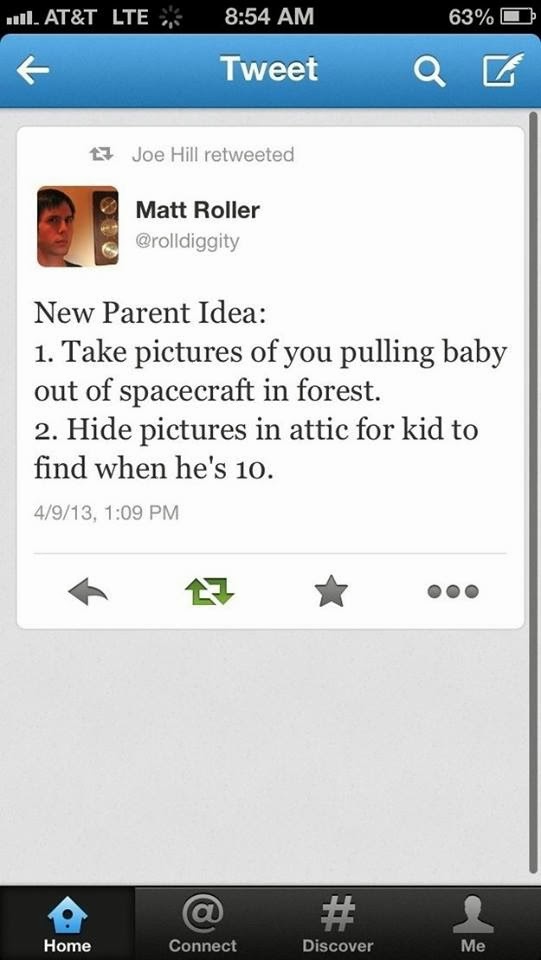 AT&T LTE 8:54 AM 63%
Tweet
Joe Hill retweeted
Matt Roller
@rolldiggity
New Parent Idea:
1. Take pictures of you pulling baby
out of spacecraft in forest.
2. Hide pictures in attic for kid to
find when he's 10.
4/9/13, 1:09 PM
Home Connect Discover Me